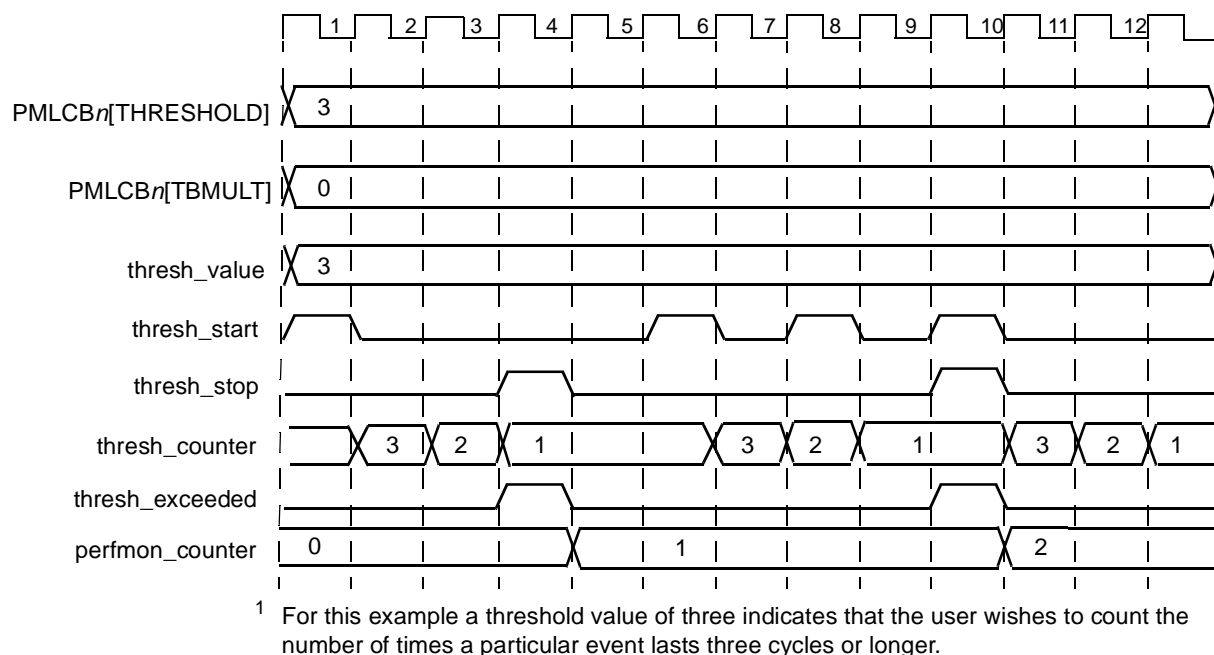 1 2 3 4 5 6 7 8 9 10 11 12
PMLCBn[THRESHOLD] 3
PMLCBn[TBMULT] 0
thresh_value 3
thresh_start
thresh_stop
thresh_counter 3 2 1 3 2 1 3 2 1
thresh_exceeded
perfmon_counter 0 1 2
1 For this example a threshold value of three indicates that the user wishes to count the
number of times a particular event lasts three cycles or longer.